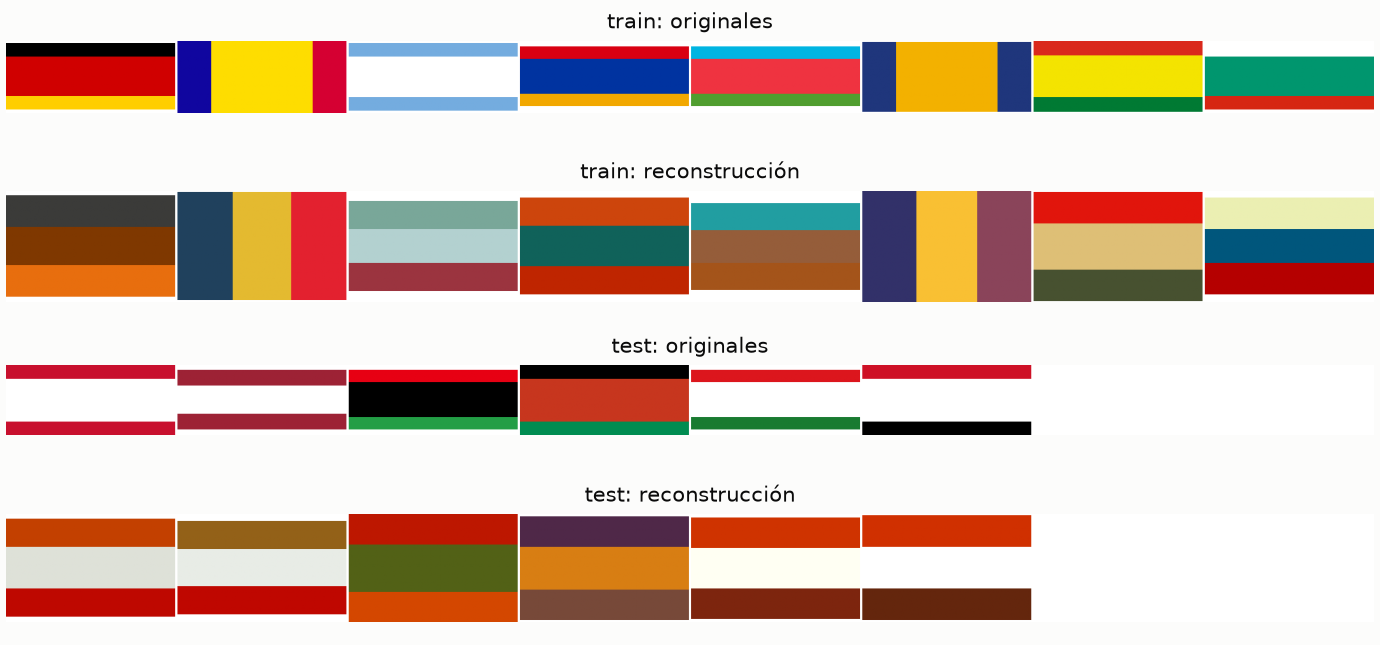 train: originales
train: reconstrucción
test: originales
test: reconstrucción